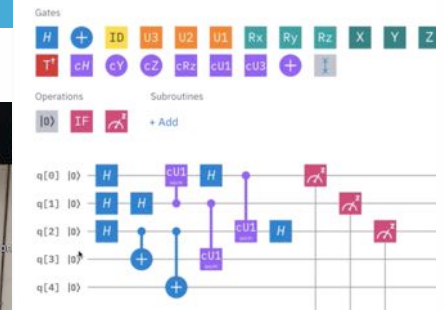 Gates
H ID U3 U2 U1 Rx Ry Rz X Y Z
T† cH cY cZ cRz cU1 cU3
Operations Subroutines
|0⟩ IF + Add
q[0] |0⟩ H cU1 H
q[1] |0⟩ H H
q[2] |0⟩ H cU1 H
q[3] |0⟩ cU1
q[4] |0⟩